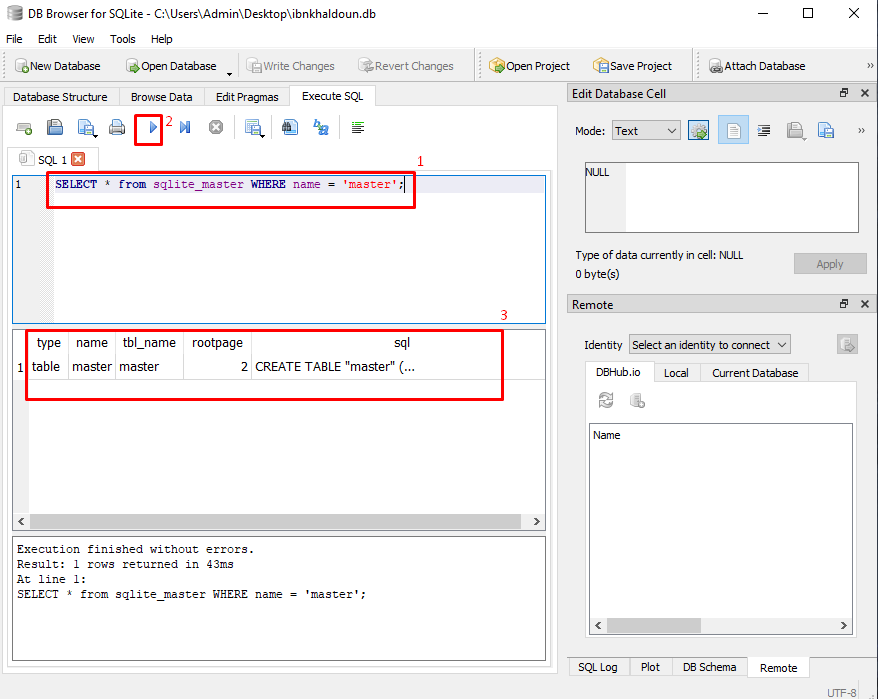 DB Browser for SQLite - C:\Users\Admin\Desktop\ibnkhaldoun.db
File Edit View Tools Help
New Database Open Database Write Changes Revert Changes Open Project Save Project Attach Database »
Database Structure Browse Data Edit Pragmas Execute SQL
2
SQL 1
1
1 SELECT * from sqlite_master WHERE name = 'master';
3
type name tbl_name rootpage sql
1 table master master 2 CREATE TABLE "master" (...
Execution finished without errors.
Result: 1 rows returned in 43ms
At line 1:
SELECT * from sqlite_master WHERE name = 'master';
Edit Database Cell
Mode: Text »
NULL
Type of data currently in cell: NULL
0 byte(s)
Apply
Remote
Identity Select an identity to connect
DBHub.io Local Current Database
Name
SQL Log Plot DB Schema Remote
UTF-8